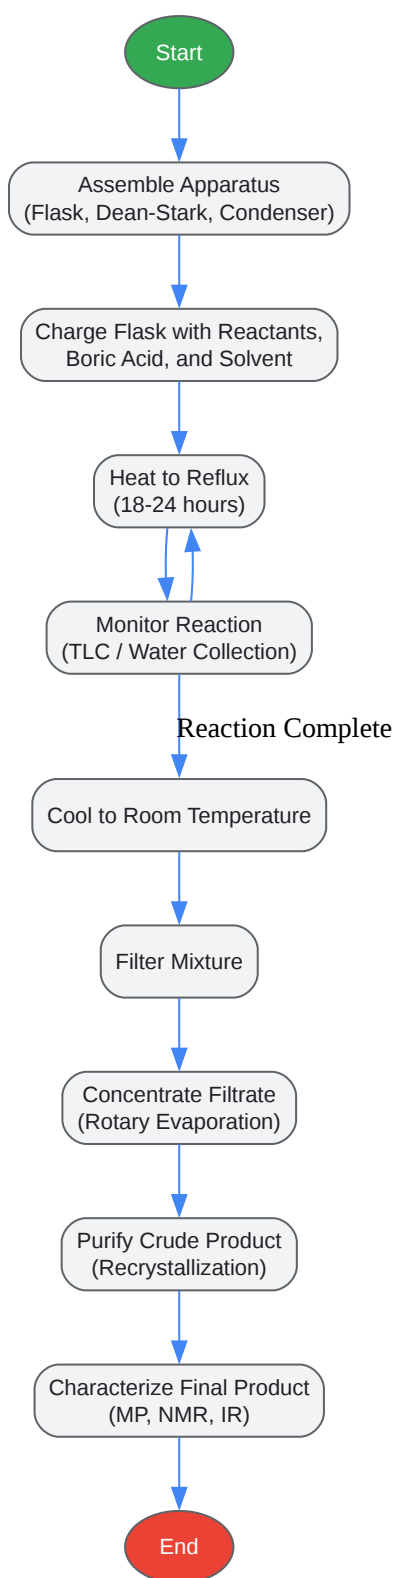 Start
Assemble Apparatus
(Flask, Dean-Stark, Condenser)
Charge Flask with Reactants,
Boric Acid, and Solvent
Heat to Reflux
(18-24 hours)
Monitor Reaction
(TLC / Water Collection)
Reaction Complete
Cool to Room Temperature
Filter Mixture
Concentrate Filtrate
(Rotary Evaporation)
Purify Crude Product
(Recrystallization)
Characterize Final Product
(MP, NMR, IR)
End